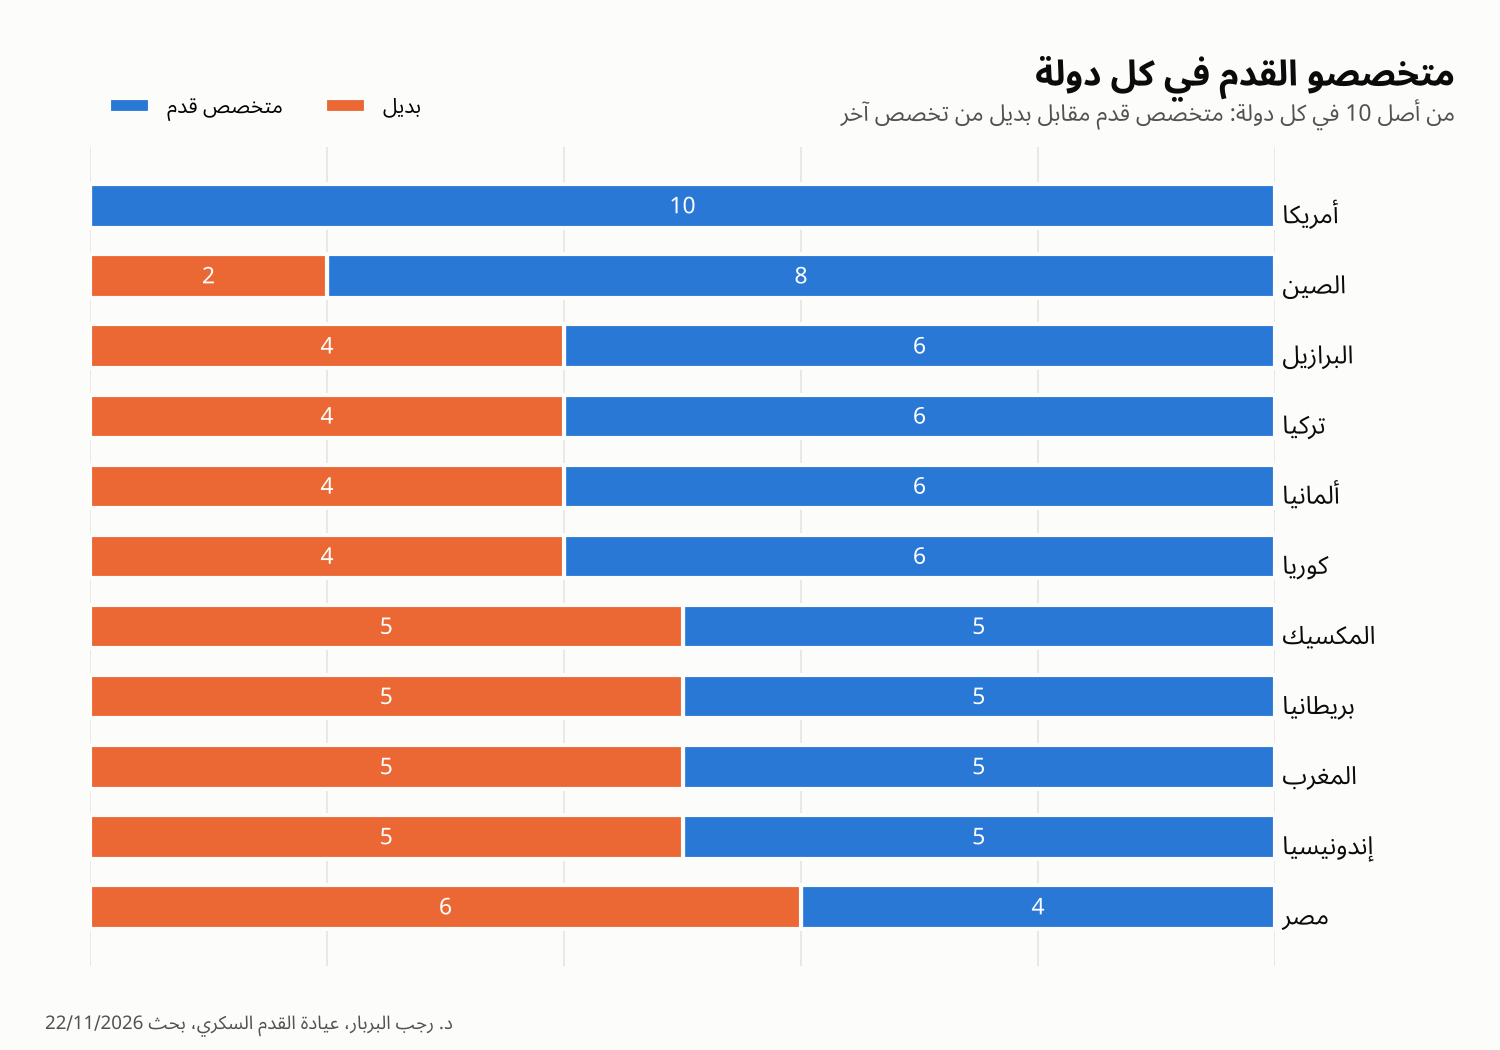 متخصصو القدم في كل دولة
من أصل 10 في كل دولة: متخصص قدم مقابل بديل من تخصص آخر
متخصص قدم
بديل
أمريكا 10
الصين 8 2
البرازيل 6 4
تركيا 6 4
ألمانيا 6 4
كوريا 6 4
المكسيك 5 5
بريطانيا 5 5
المغرب 5 5
إندونيسيا 5 5
مصر 4 6
د. رجب البربار، عيادة القدم السكري، بحث 22/11/2026